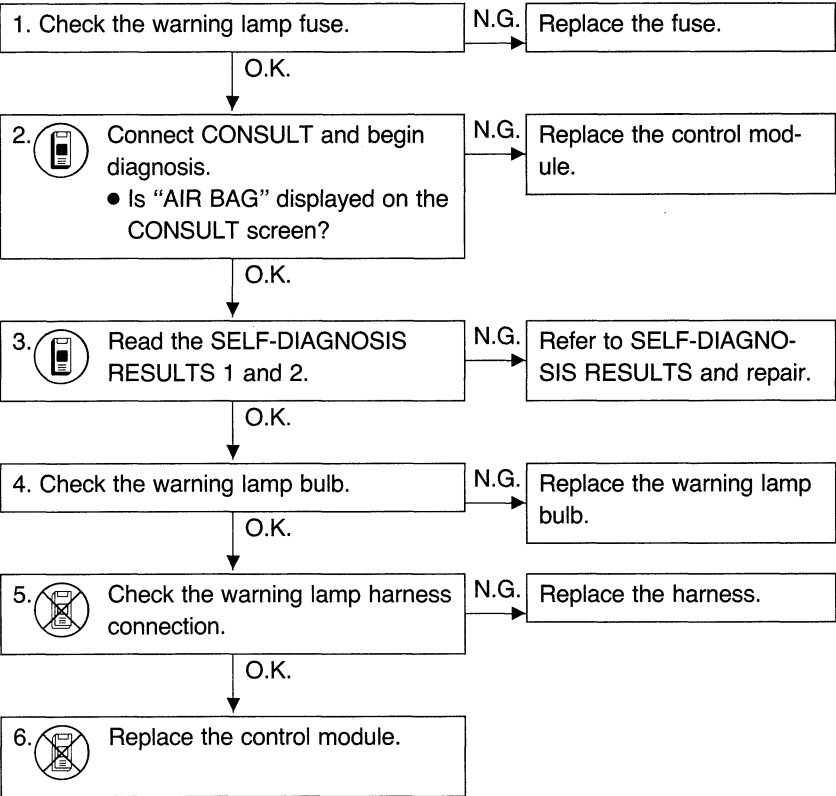 1. Check the warning lamp fuse.
N.G.
Replace the fuse.
O.K.
2. Connect CONSULT and begin
diagnosis.
● Is “AIR BAG” displayed on the
CONSULT screen?
N.G.
Replace the control mod-
ule.
O.K.
3. Read the SELF-DIAGNOSIS
RESULTS 1 and 2.
N.G.
Refer to SELF-DIAGNO-
SIS RESULTS and repair.
O.K.
4. Check the warning lamp bulb.
N.G.
Replace the warning lamp
bulb.
O.K.
5. Check the warning lamp harness
connection.
N.G.
Replace the harness.
O.K.
6. Replace the control module.